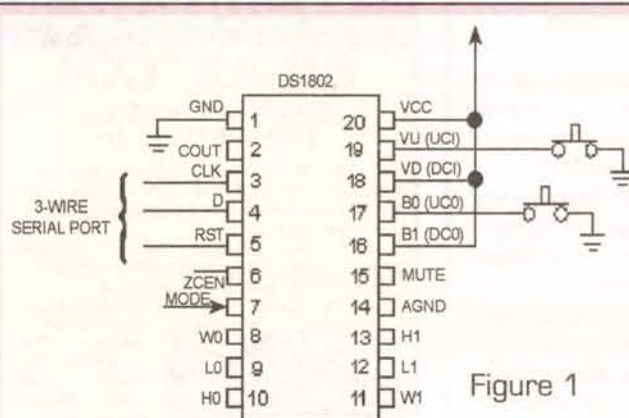 DS1802
GND 1 20 VCC
COUT 2 19 VU (UCI)
CLK 3 18 VD (DCI)
3-WIRE
SERIAL PORT
D 4 17 B0 (UC0)
RST 5 16 B1 (DC0)
ZCEN 6 15 MUTE
MODE 7 14 AGND
W0 8 13 H1
L0 9 12 L1
H0 10 11 W1
Figure 1